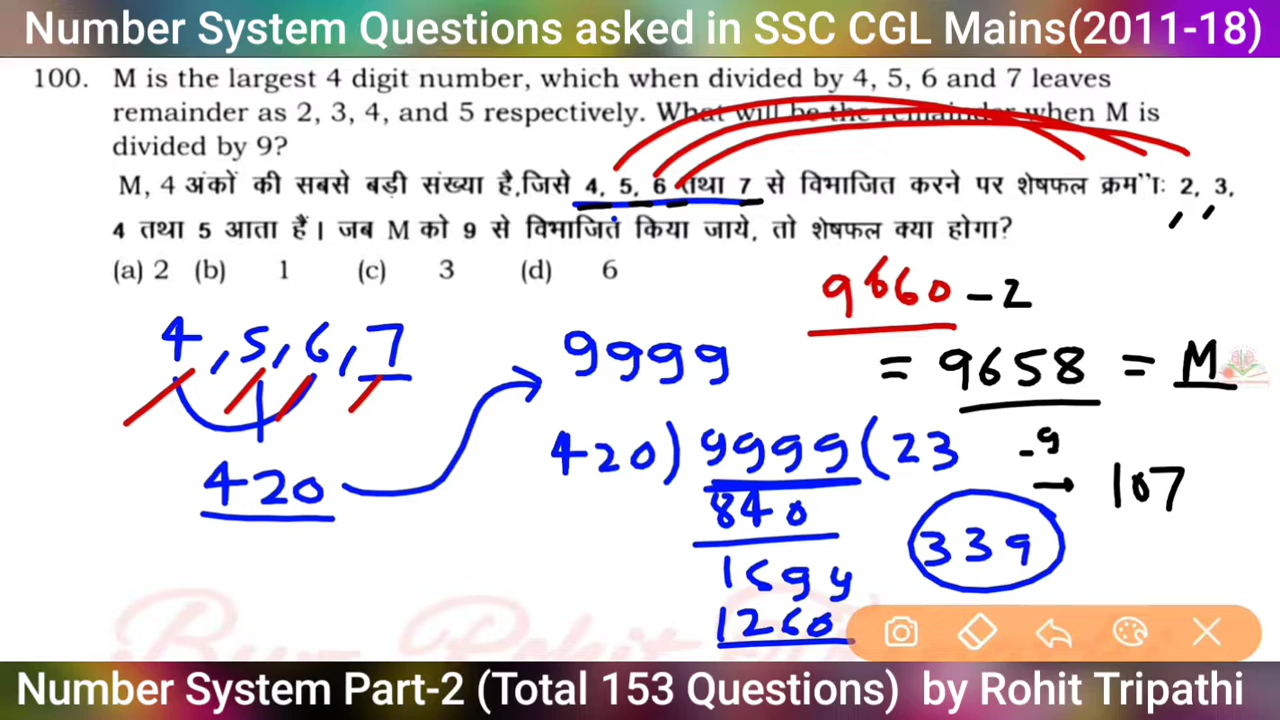 Number System Questions asked in SSC CGL Mains(2011-18)
100. M is the largest 4 digit number, which when divided by 4, 5, 6 and 7 leaves
remainder as 2, 3, 4, and 5 respectively. What will be the remainder when M is
divided by 9?
M, 4 अंकों की सबसे बड़ी संख्या है,जिसे 4, 5, 6 तथा 7 से विभाजित करने पर शेषफल क्रम"ाः 2, 3,
4 तथा 5 आता हैं। जब M को 9 से विभाजित किया जाये, तो शेषफल क्या होगा?
(a) 2 (b) 1 (c) 3 (d) 6
9660 - 2
4, 5, 6, 7
9999
= 9658 = M
420) 9999 (23
-9
→ 107
420
840
339
1599
1260
Number System Part-2 (Total 153 Questions) by Rohit Tripathi